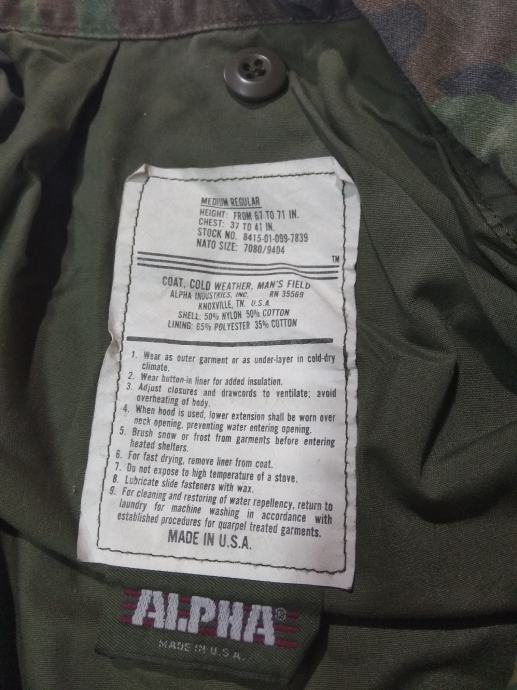 MEDIUM REGULAR
HEIGHT: FROM 67 TO 71 IN.
CHEST: 37 TO 41 IN.
STOCK NO. 8415-01-099-7839
NATO SIZE: 7080/9404
TM
COAT, COLD WEATHER, MAN'S FIELD
ALPHA INDUSTRIES, INC. RN 35569
KNOXVILLE, TN. U.S.A.
SHELL: 50% NYLON 50% COTTON
LINING: 65% POLYESTER 35% COTTON
1. Wear as outer garment or as under-layer in cold-dry
climate.
2. Wear button-in liner for added insulation.
3. Adjust closures and drawcords to ventilate; avoid
overheating of body.
4. When hood is used, lower extension shall be worn over
neck opening, preventing water entering opening.
5. Brush snow or frost from garments before entering
heated shelters.
6. For fast drying, remove liner from coat.
7. Do not expose to high temperature of a stove.
8. Lubricate slide fasteners with wax.
9. For cleaning and restoring of water repellency, return to
laundry for machine washing in accordance with
established procedures for quarpel treated garments.
MADE IN U.S.A.
ALPHA®
MADE IN U.S.A.